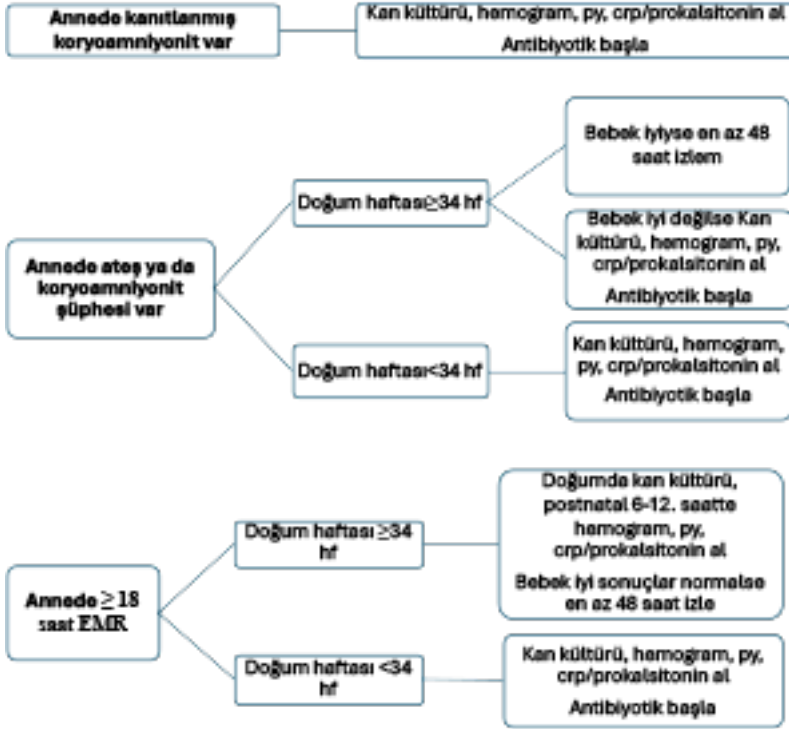 Annede kanıtlanmış
koryoamniyonit var
Kan kültürü, hemogram, py, crp/prokalsitonin al
Antibiyotik başla
Annede ateş ya da
koryoamniyonit
şüphesi var
Doğum haftası≥34 hf
Bebek iyiyse en az 48
saat izlem
Bebek iyi değilse Kan
kültürü, hemogram, py,
crp/prokalsitonin al
Antibiyotik başla
Doğum haftası<34 hf
Kan kültürü, hemogram,
py, crp/prokalsitonin al
Antibiyotik başla
Annede ≥18
saat EMR
Doğum haftası ≥34
hf
Doğumda kan kültürü,
postnatal 6-12. saatte
hemogram, py,
crp/prokalsitonin al
Bebek iyi sonuçlar normalse
en az 48 saat izle
Doğum haftası <34
hf
Kan kültürü, hemogram, py,
crp/prokalsitonin al
Antibiyotik başla